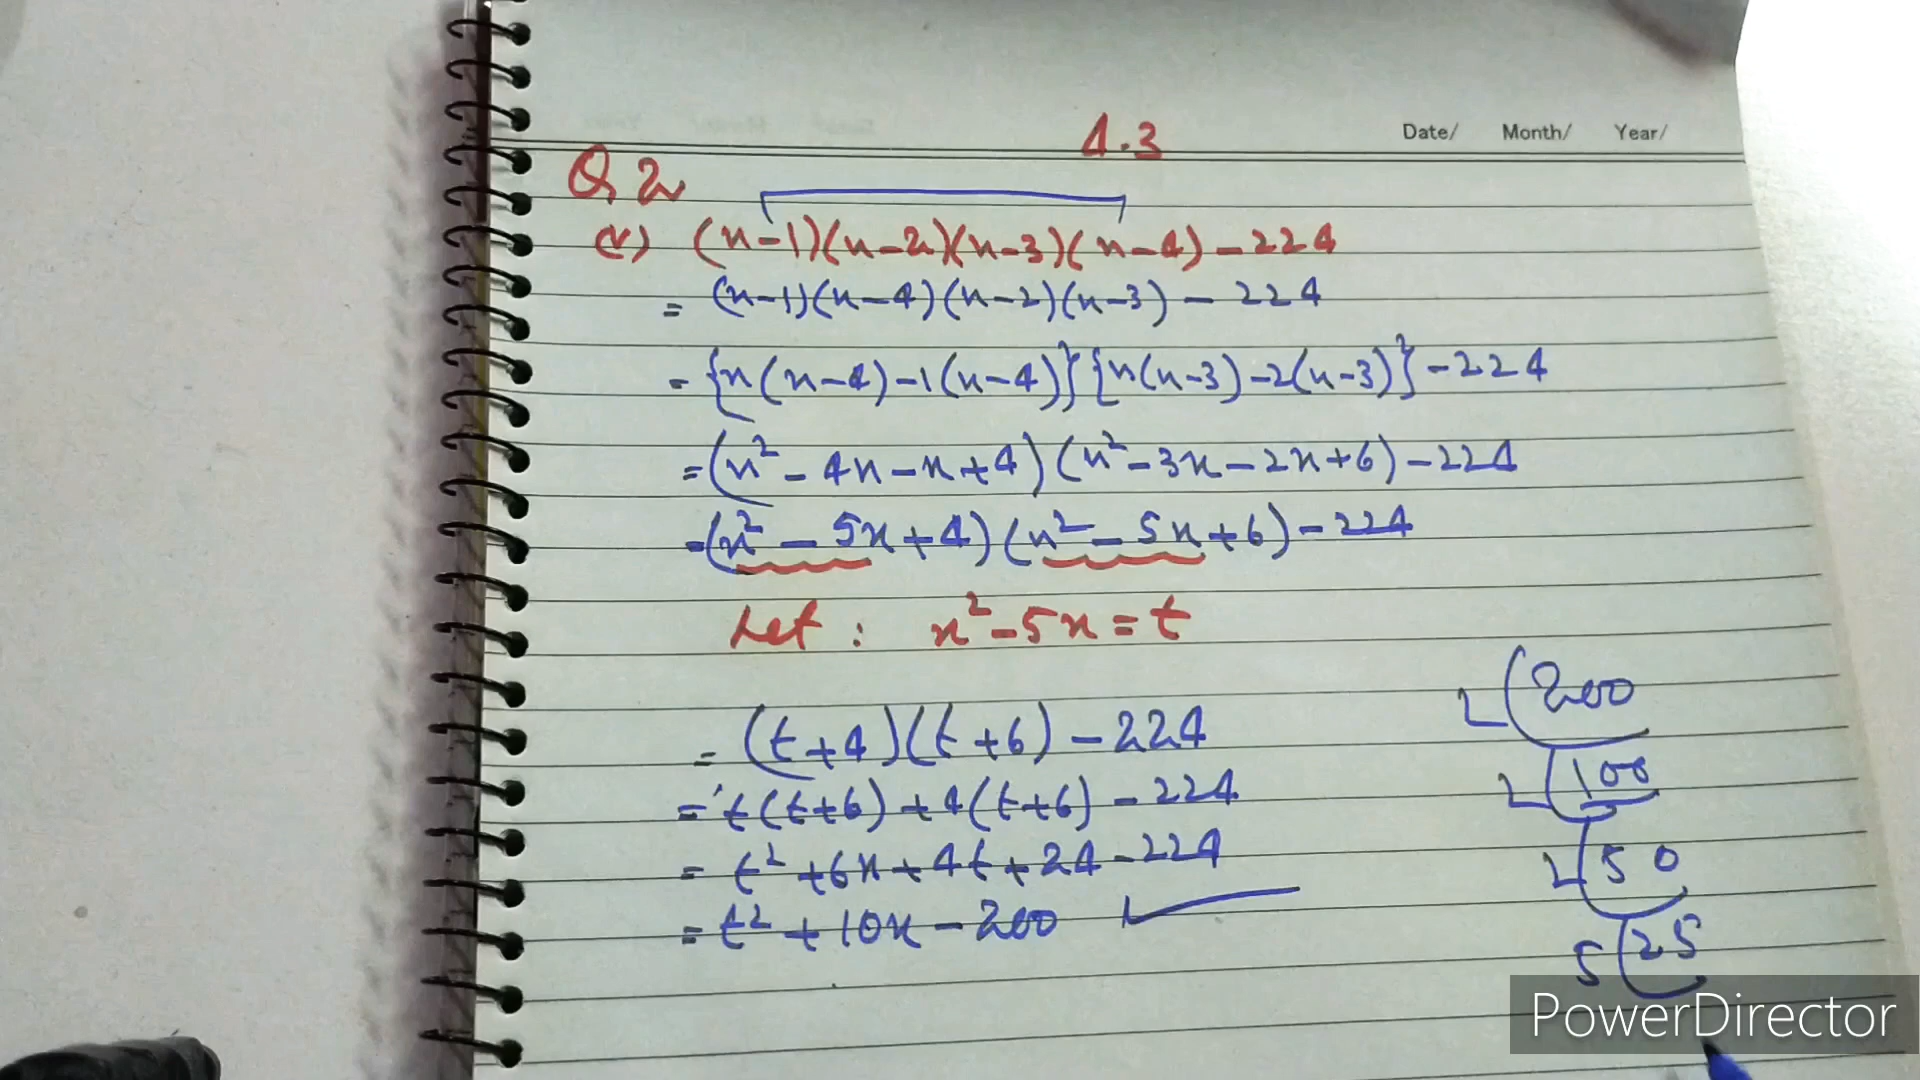 4.3
Date/ Month/ Year/
Q2
(v) (x-1)(x-2)(x-3)(x-4)-224
= (x-1)(x-4)(x-2)(x-3)-224
= {x(x-4)-1(x-4)}{x(x-3)-2(x-3)}-224
= (x²-4x-x+4)(x²-3x-2x+6)-224
= (x²-5x+4)(x²-5x+6)-224
Let : x²-5x=t
= (t+4)(t+6)-224
= t(t+6)+4(t+6)-224
= t²+6x+4t+24-224
= t²+10x-200
2 200
2 100
2 50
5 25
PowerDirector